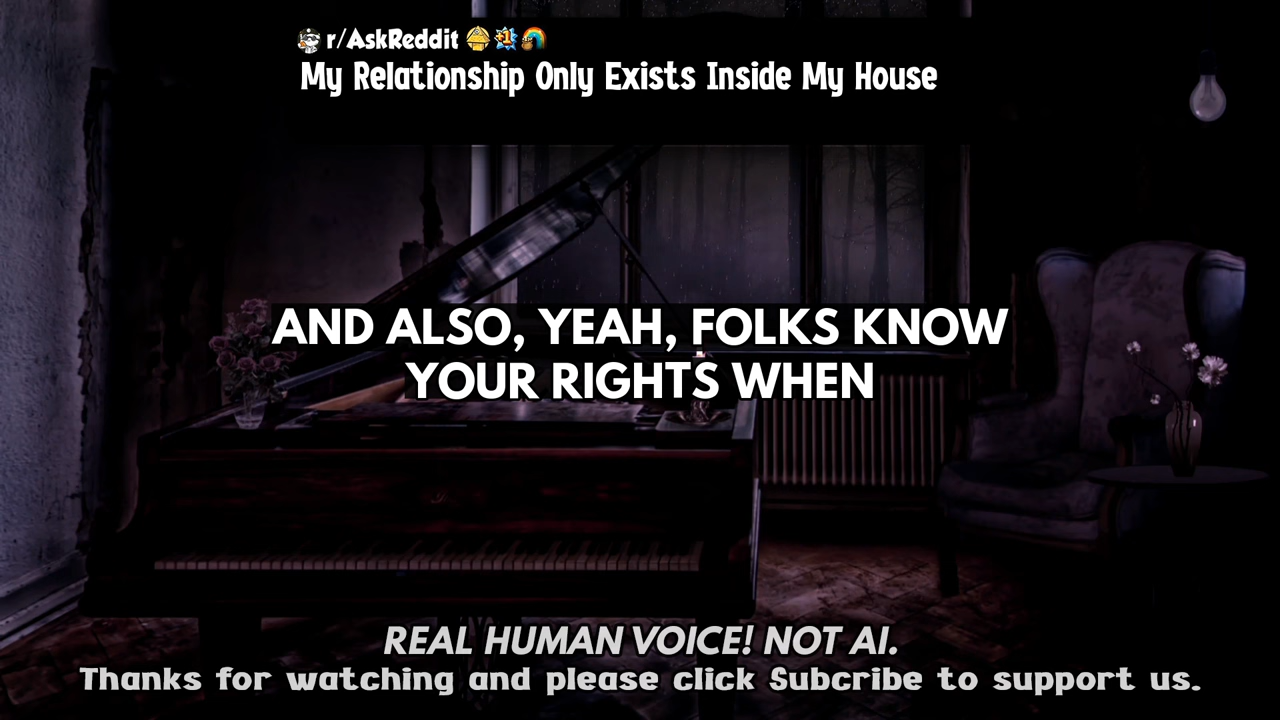 r/AskReddit
My Relationship Only Exists Inside My House
AND ALSO, YEAH, FOLKS KNOW
YOUR RIGHTS WHEN
REAL HUMAN VOICE! NOT AI.
Thanks for watching and please click Subcribe to support us.